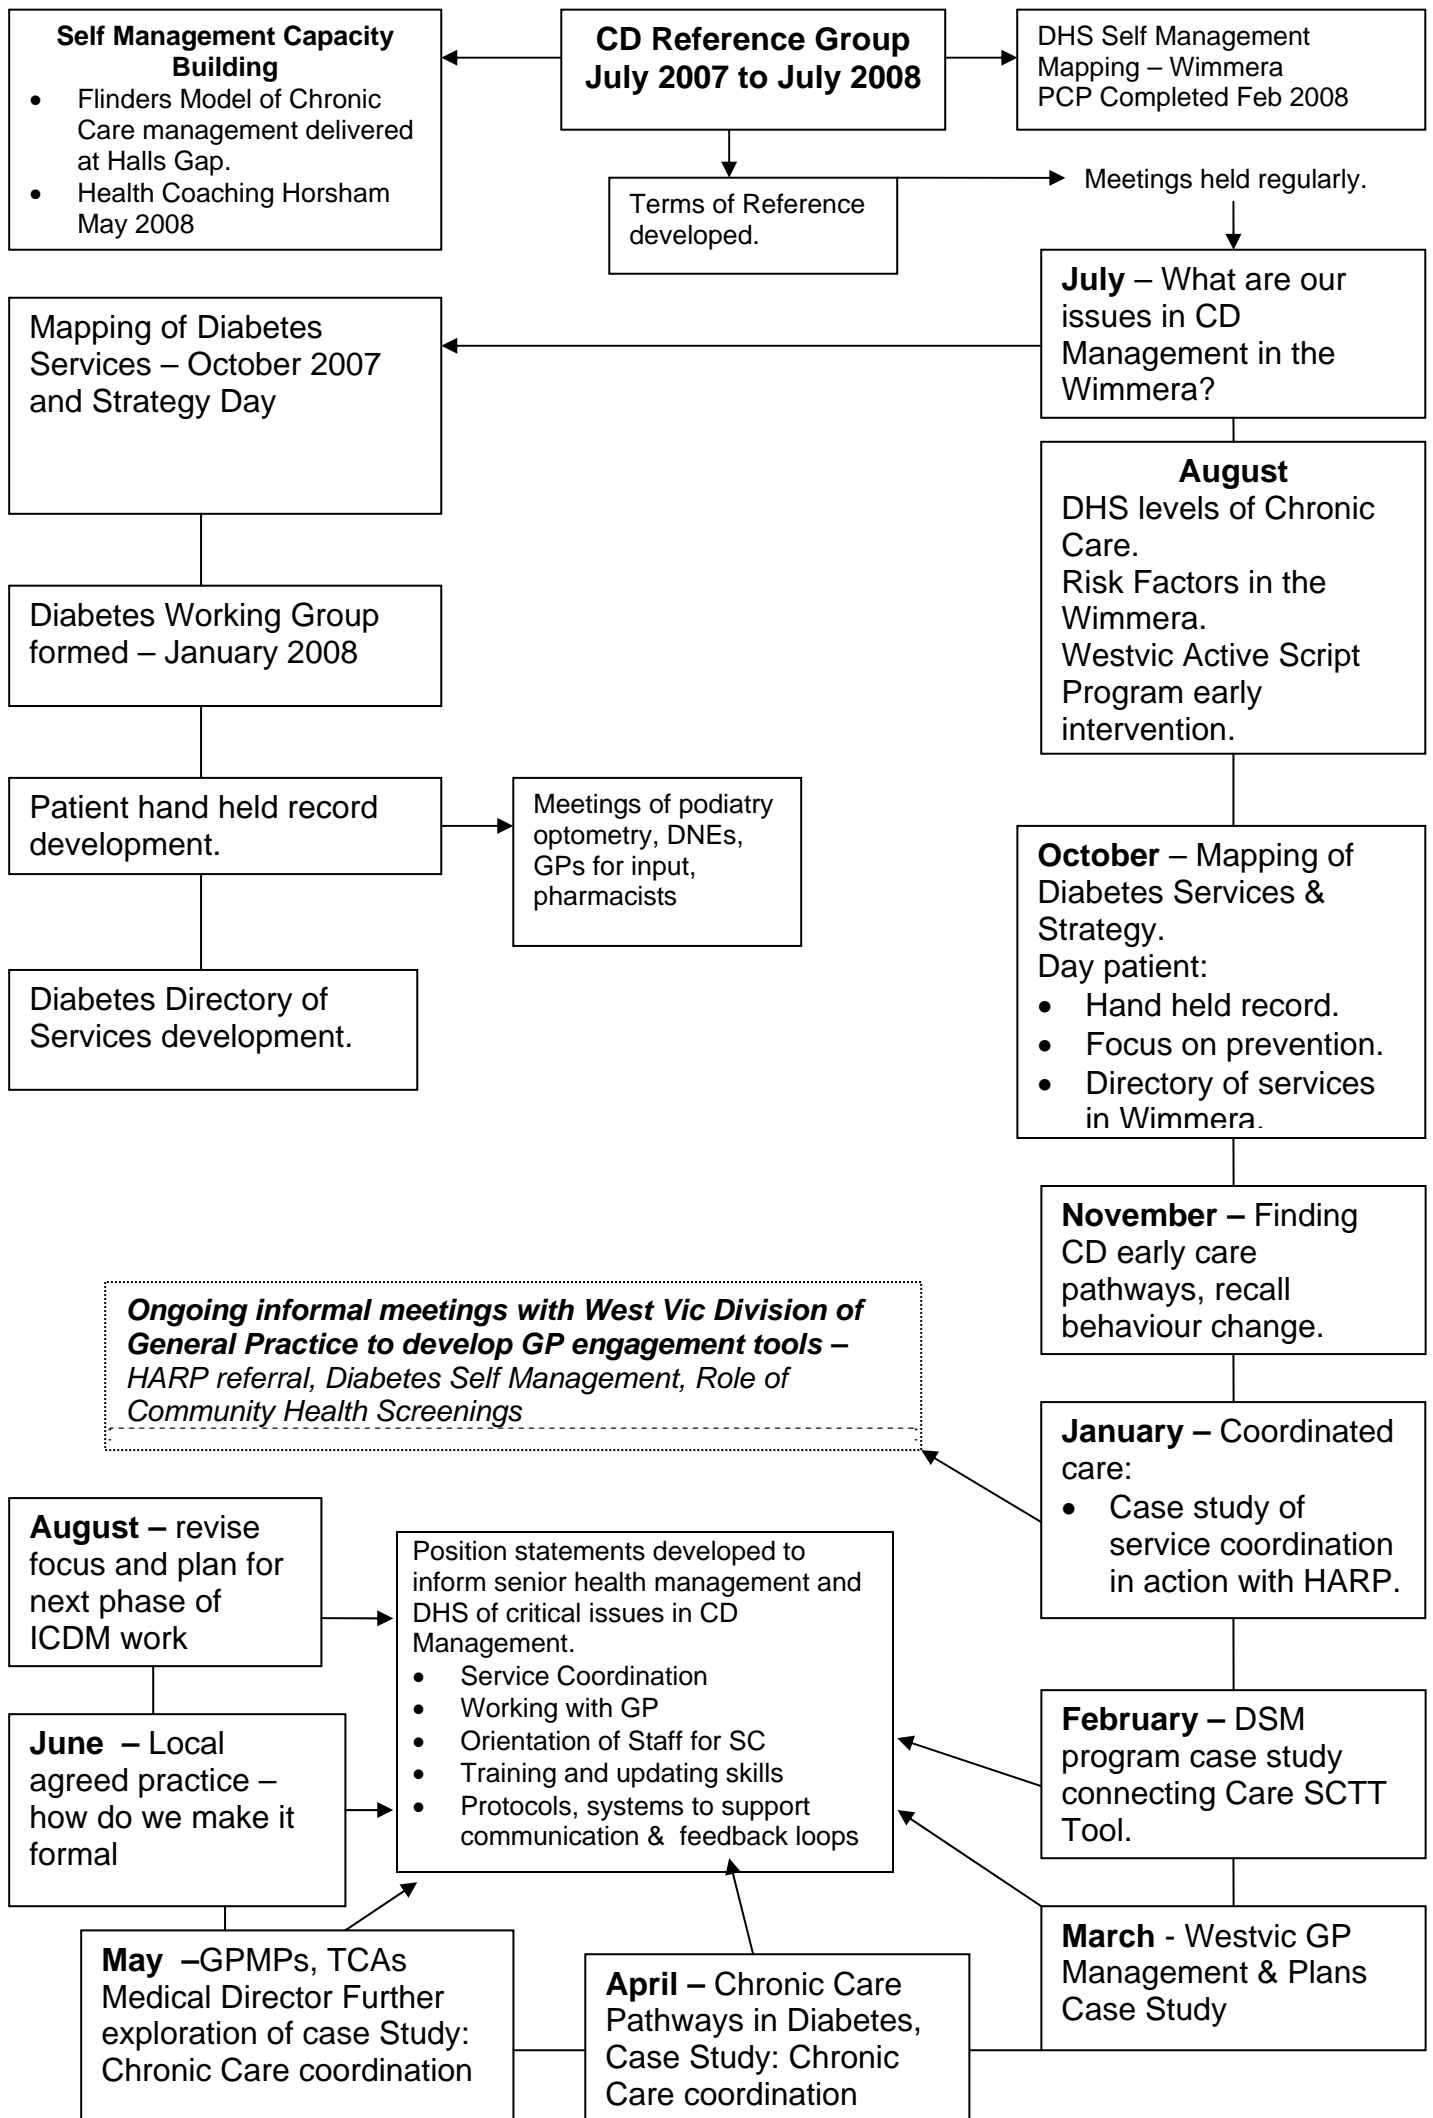 Self Management Capacity
Building
• Flinders Model of Chronic
Care management delivered
at Halls Gap.
• Health Coaching Horsham
May 2008
CD Reference Group
July 2007 to July 2008
DHS Self Management
Mapping – Wimmera
PCP Completed Feb 2008
Terms of Reference
developed.
Meetings held regularly.
July – What are our
issues in CD
Management in the
Wimmera?
Mapping of Diabetes
Services – October 2007
and Strategy Day
August
DHS levels of Chronic
Care.
Risk Factors in the
Wimmera.
Westvic Active Script
Program early
intervention.
Diabetes Working Group
formed – January 2008
Patient hand held record
development.
Meetings of podiatry
optometry, DNEs,
GPs for input,
pharmacists
Diabetes Directory of
Services development.
October – Mapping of
Diabetes Services &
Strategy.
Day patient:
• Hand held record.
• Focus on prevention.
• Directory of services
in Wimmera.
November – Finding
CD early care
pathways, recall
behaviour change.
Ongoing informal meetings with West Vic Division of
General Practice to develop GP engagement tools –
HARP referral, Diabetes Self Management, Role of
Community Health Screenings
January – Coordinated
care:
• Case study of
service coordination
in action with HARP.
August – revise
focus and plan for
next phase of
ICDM work
Position statements developed to
inform senior health management and
DHS of critical issues in CD
Management.
• Service Coordination
• Working with GP
• Orientation of Staff for SC
• Training and updating skills
• Protocols, systems to support
communication & feedback loops
February – DSM
program case study
connecting Care SCTT
Tool.
June – Local
agreed practice –
how do we make it
formal
March - Westvic GP
Management & Plans
Case Study
May –GPMPs, TCAs
Medical Director Further
exploration of case Study:
Chronic Care coordination
April – Chronic Care
Pathways in Diabetes,
Case Study: Chronic
Care coordination